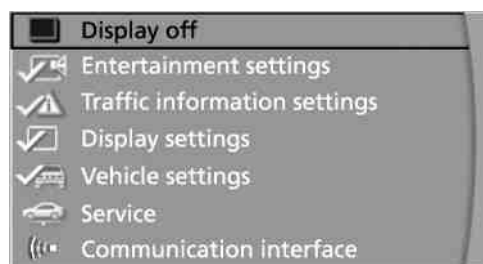 Display off
Entertainment settings
Traffic information settings
Display settings
Vehicle settings
Service
Communication interface